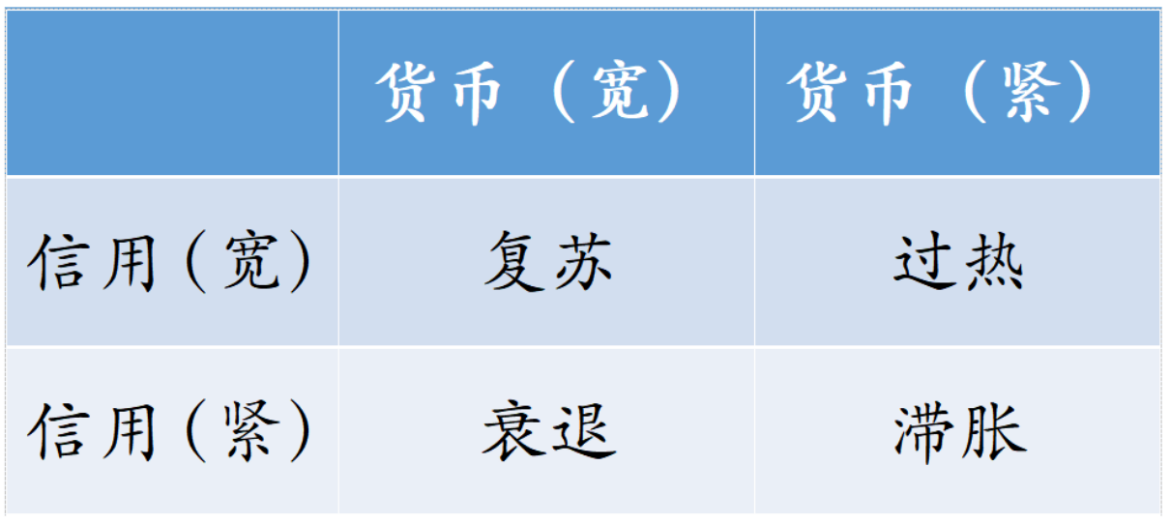 货币（宽） 货币（紧）
信用(宽) 复苏 过热
信用(紧) 衰退 滞胀